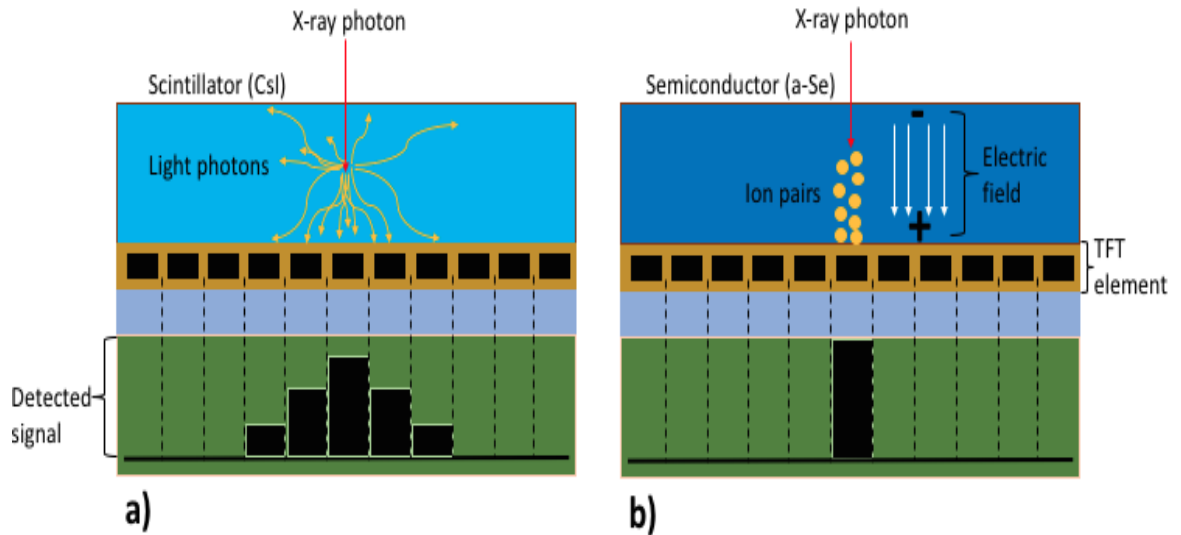 X-ray photon
Scintillator (CsI)
Light photons
Detected
signal
a)
X-ray photon
Semiconductor (a-Se)
-
Electric
field
Ion pairs
+
TFT
element
b)